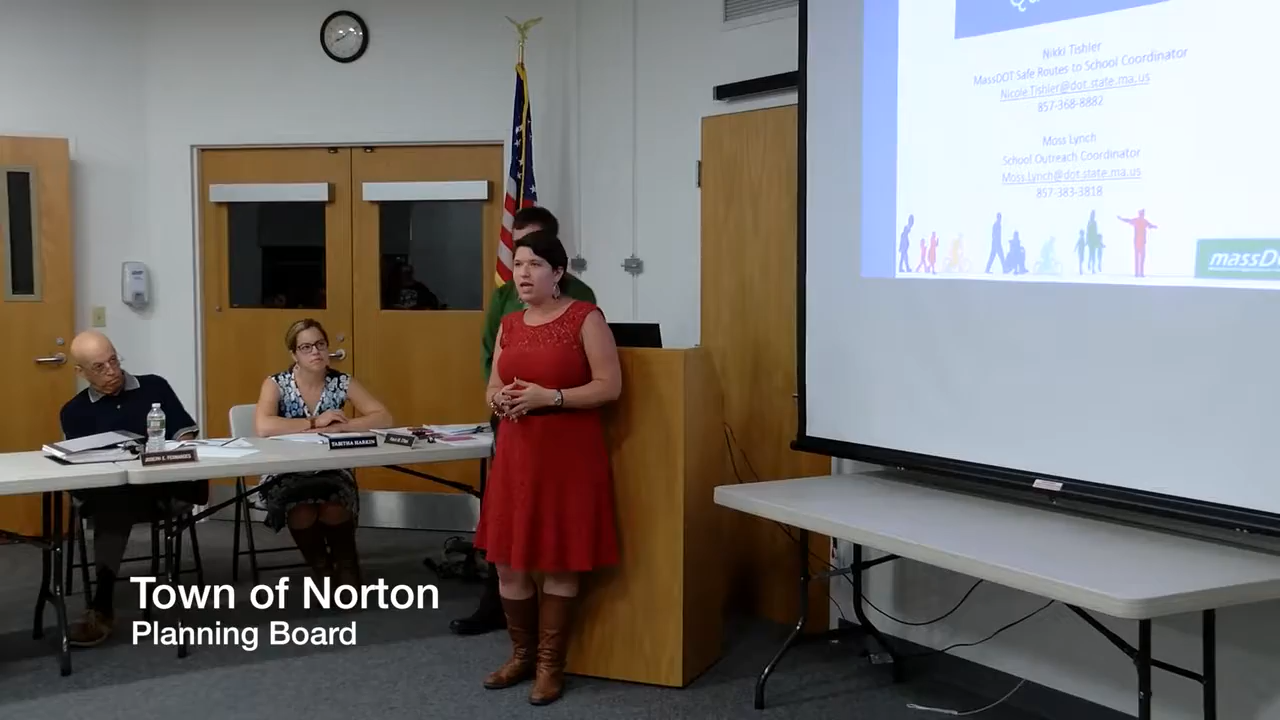 Nikki Tishler
MassDOT Safe Routes to School Coordinator
Nicole.Tishler@dot.state.ma.us
857-368-8882
Moss Lynch
School Outreach Coordinator
Moss.Lynch@dot.state.ma.us
857-383-3818
massD
JOSEPH E. FERNANDES
TABITHA HARKIN
Town of Norton
Planning Board